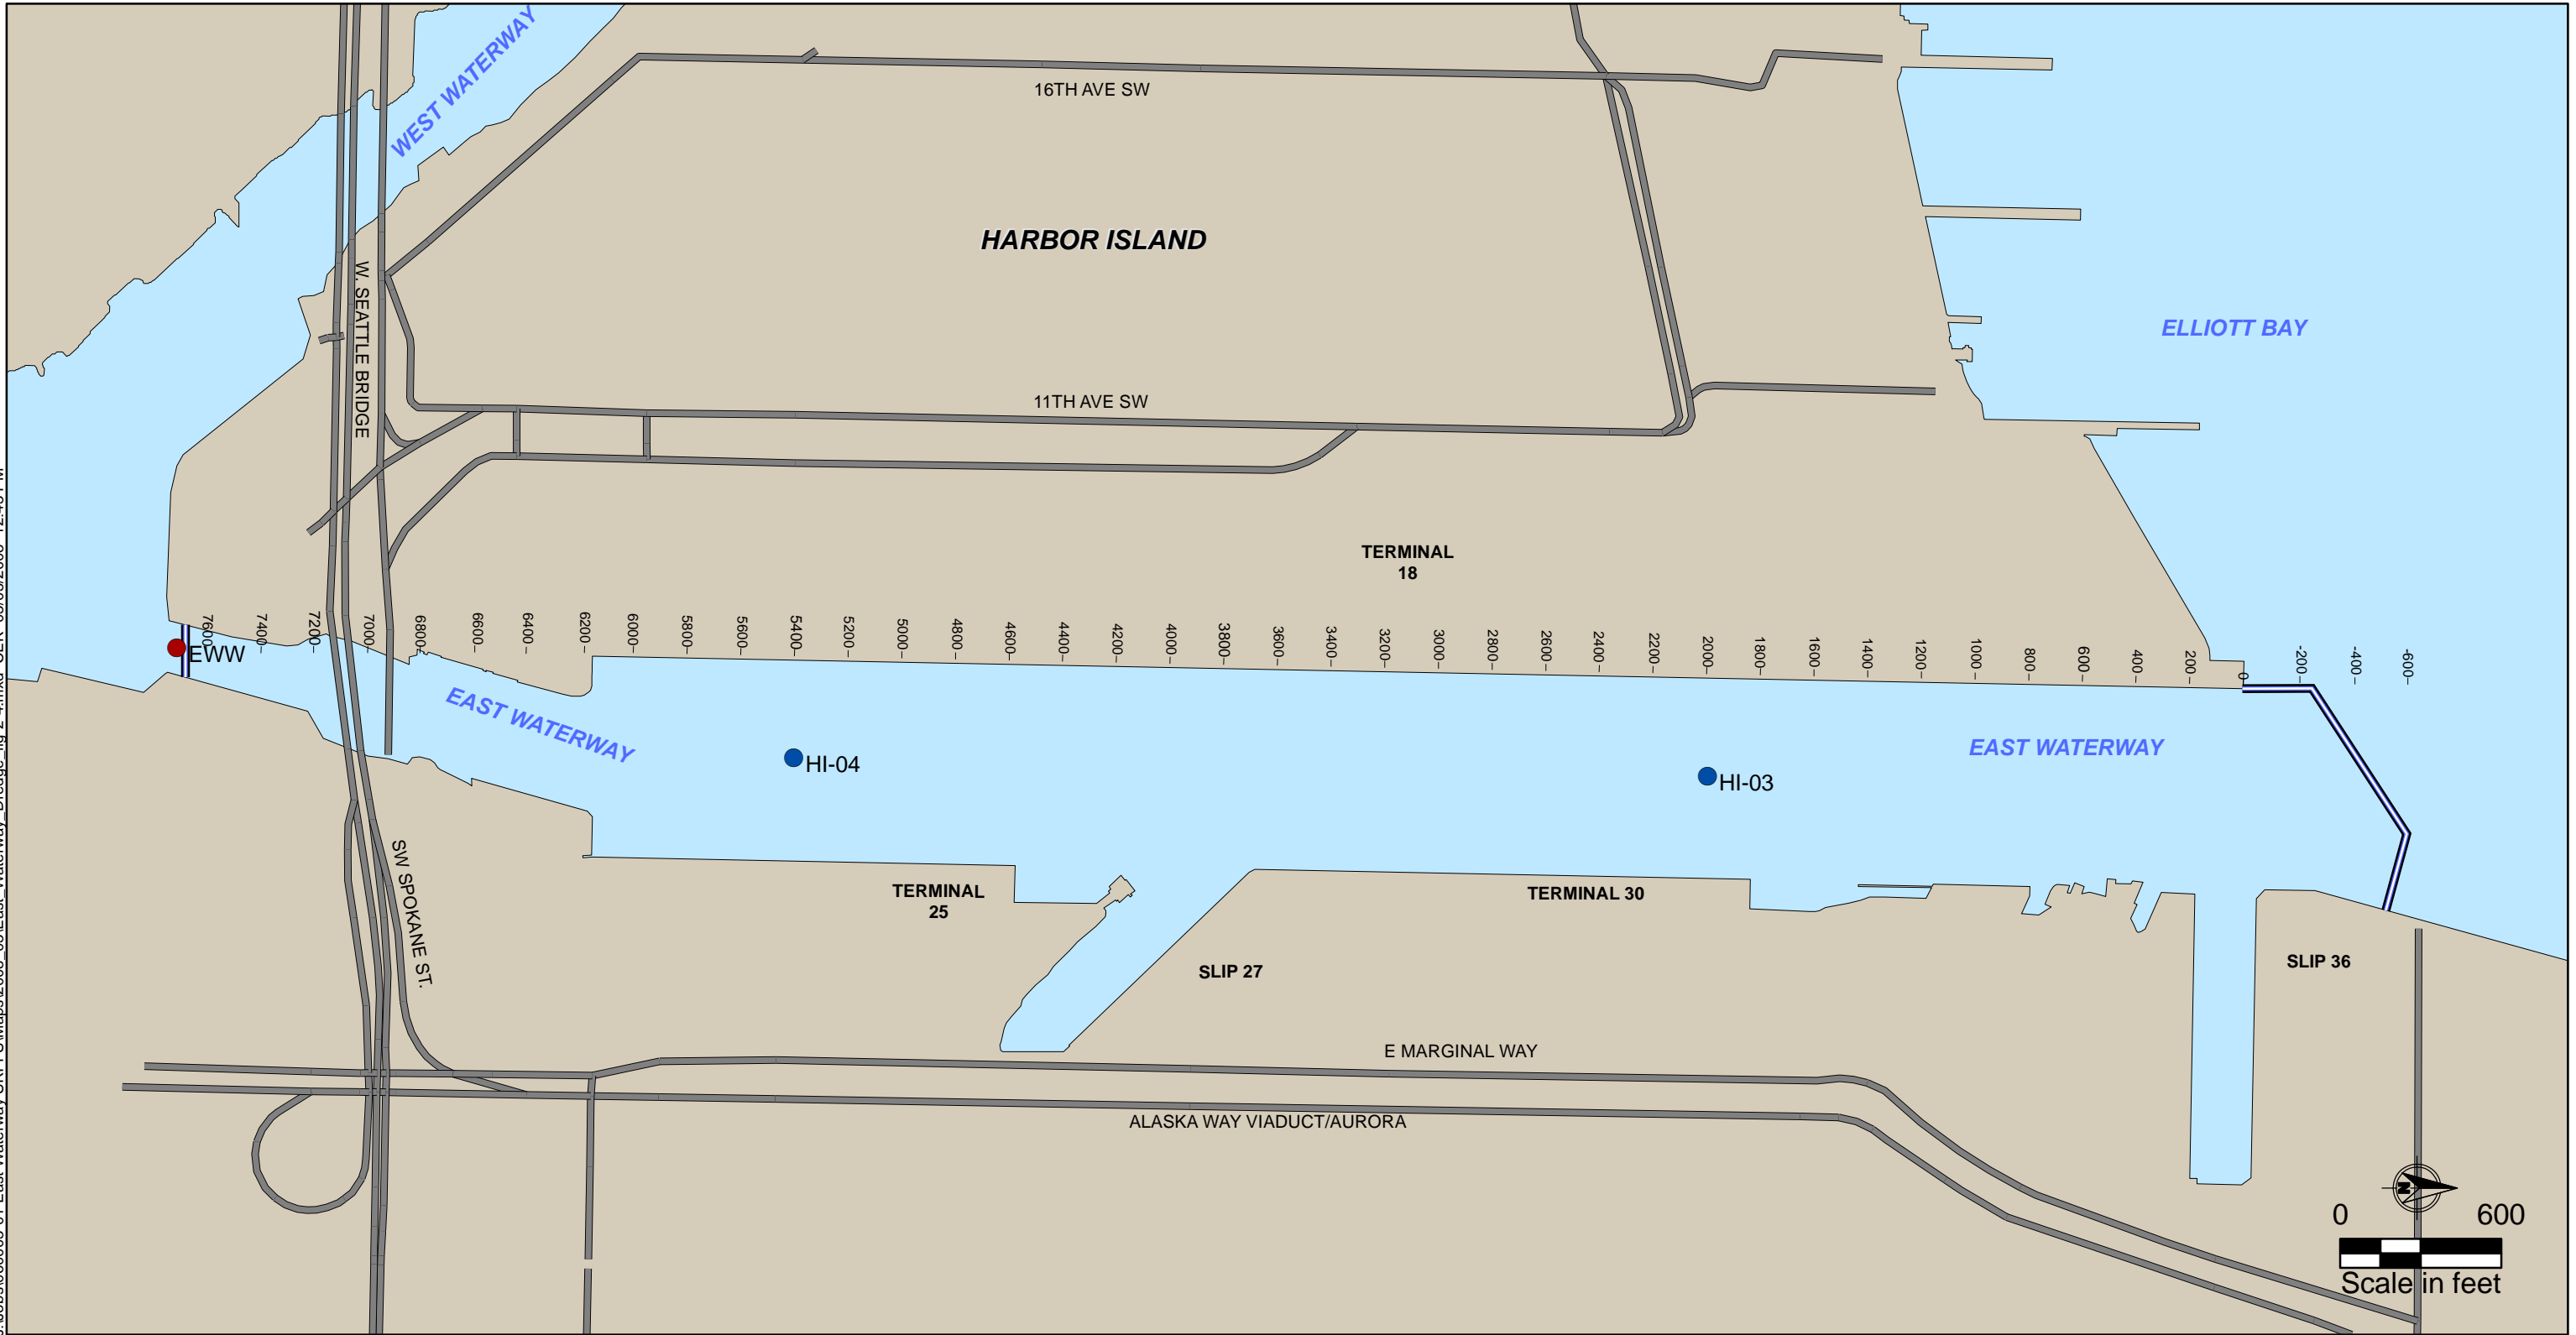 WEST WATERWAY
16TH AVE SW
HARBOR ISLAND
W. SEATTLE BRIDGE
ELLIOTT BAY
11TH AVE SW
TERMINAL
18
7600
7400
7200
7000
6800
6600
6400
6200
6000
5800
5600
5400
5200
5000
4800
4600
4400
4200
4000
3800
3600
3400
3200
3000
2800
2600
2400
2200
2000
1800
1600
1400
1200
1000
800
600
400
200
0
-200
-400
-600
EWW
EAST WATERWAY
HI-04
HI-03
EAST WATERWAY
SW SPOKANE ST.
TERMINAL
25
TERMINAL 30
SLIP 27
SLIP 36
E MARGINAL WAY
ALASKA WAY VIADUCT/AURORA
N
0 600
Scale in feet